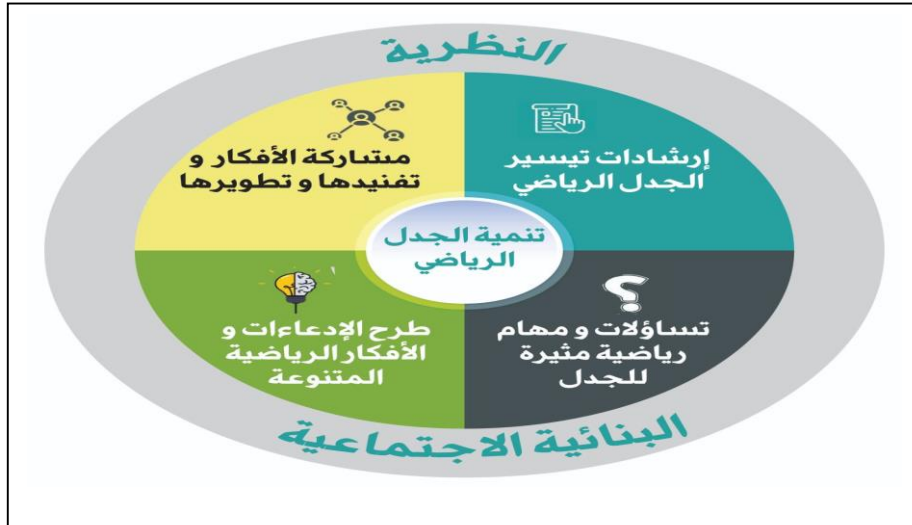 النظرية
إرشادات تيسير
الجدل الرياضي
مشاركة الأفكار و
تفنيدها و تطويرها
تنمية الجدل
الرياضي
؟
تساؤلات و مهام
رياضية مثيرة
للجدل
طرح الإدعاءات و
الأفكار الرياضية
المتنوعة
البنائية الاجتماعية